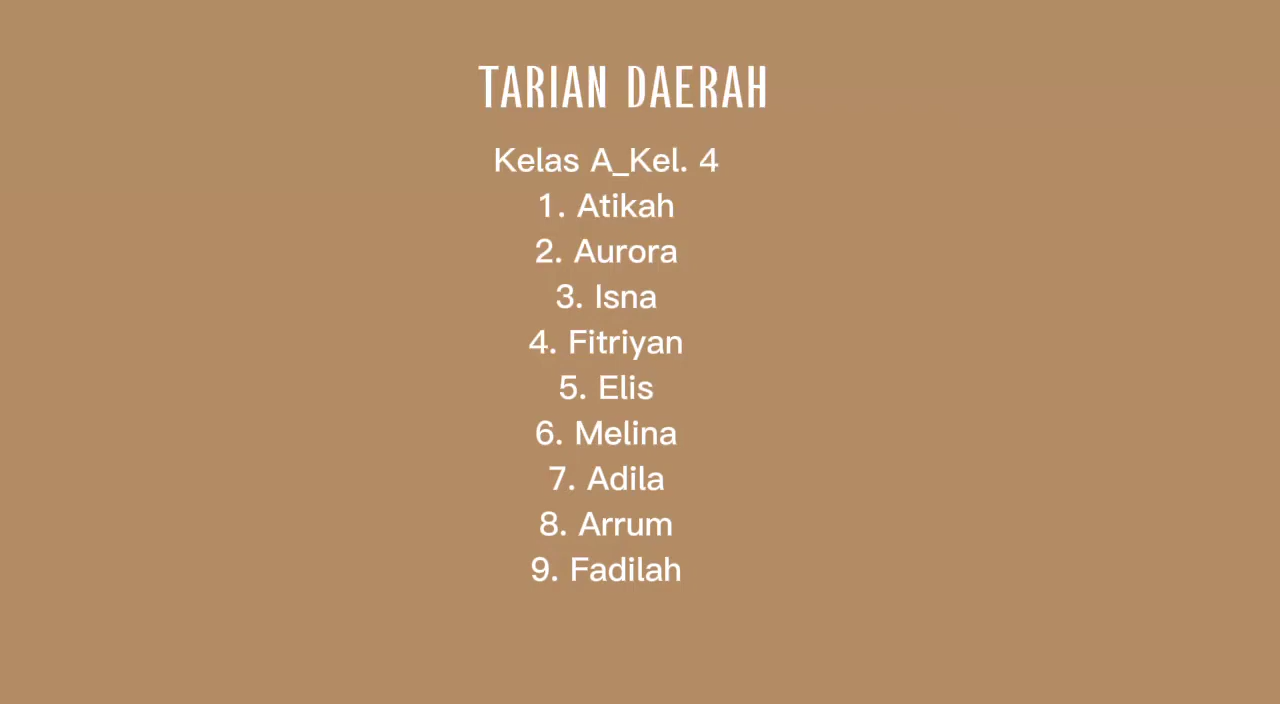 TARIAN DAERAH
Kelas A_Kel. 4
1. Atikah
2. Aurora
3. Isna
4. Fitriyan
5. Elis
6. Melina
7. Adila
8. Arrum
9. Fadilah